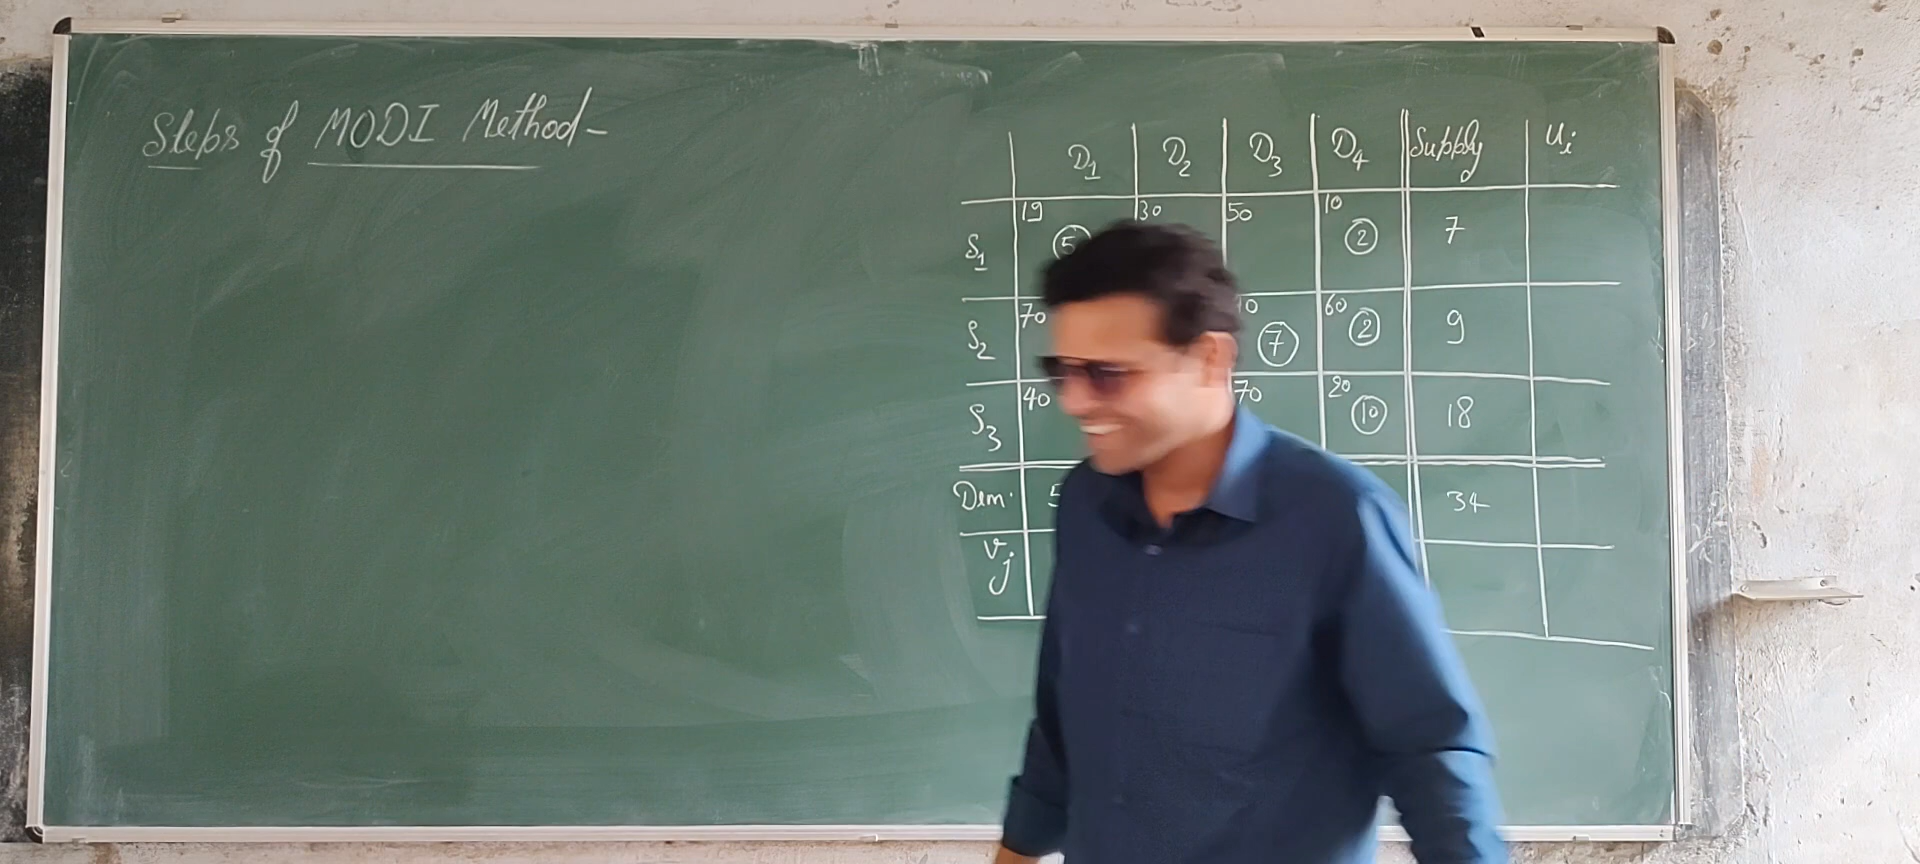 Steps of MODI Method-
D1 D2 D3 D4 Supply ui
19 30 50 10
S1 5 2 7
70 60
S2 7 2 9
40 70 20
S3 10 18
Dem. 34
vj